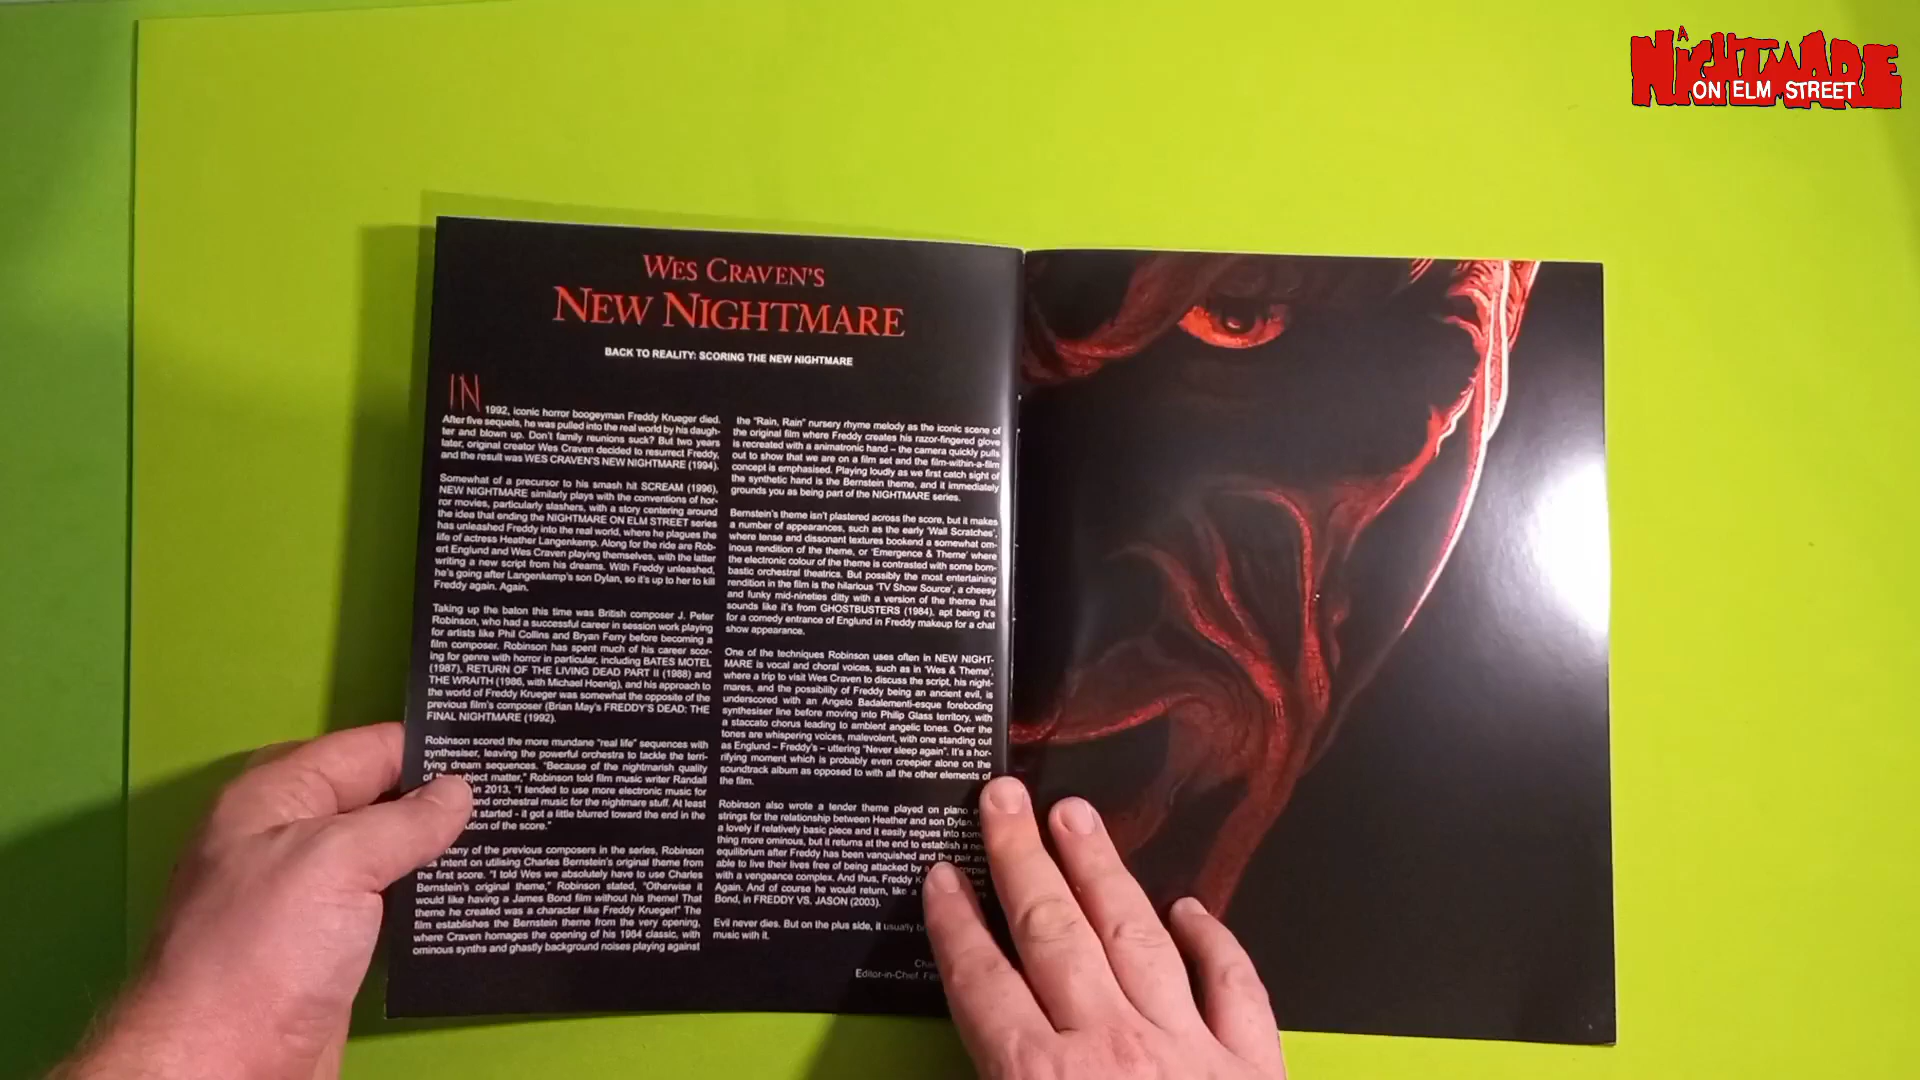 A
NIGHTMARE
ON ELM STREET
WES CRAVEN'S
NEW NIGHTMARE
BACK TO REALITY: SCORING THE NEW NIGHTMARE
IN 1992, iconic horror boogeyman Freddy Krueger died.
After five sequels, he was pulled into the real world by his daugh-
ter and blown up. Don't family reunions suck? But two years
later, original creator Wes Craven decided to resurrect Freddy,
and the result was WES CRAVEN'S NEW NIGHTMARE (1994).
Somewhat of a precursor to his smash hit SCREAM (1996),
NEW NIGHTMARE similarly plays with the conventions of hor-
ror movies, particularly slashers, with a story centering around
the idea that ending the NIGHTMARE ON ELM STREET series
has unleashed Freddy into the real world, where he plagues the
life of actress Heather Langenkemp. Along for the ride are Rob-
ert Englund and Wes Craven playing themselves, with the latter
writing a new script from his dreams. With Freddy unleashed,
he's going after Langenkemp's son Dylan, so it's up to her to kill
Freddy again. Again.
Taking up the baton this time was British composer J. Peter
Robinson, who had a successful career in session work playing
for artists like Phil Collins and Bryan Ferry before becoming a
film composer. Robinson has spent much of his career scor-
ing for genre with horror in particular, including BATES MOTEL
(1987), RETURN OF THE LIVING DEAD PART II (1988) and
THE WRAITH (1986, with Michael Hoenig), and his approach to
the world of Freddy Krueger was somewhat the opposite of the
previous film's composer (Brian May's FREDDY'S DEAD: THE
FINAL NIGHTMARE (1992).
Robinson scored the more mundane "real life" sequences with
synthesiser, leaving the powerful orchestra to tackle the terri-
fying dream sequences. "Because of the nightmarish quality
of subject matter," Robinson told film music writer Randall
in 2013, "I tended to use more electronic music for
and orchestral music for the nightmare stuff. At least
started - it got a little blurred toward the end in the
of the score."
many of the previous composers in the series, Robinson
intent on utilising Charles Bernstein's original theme from
the first score. "I told Wes we absolutely have to use Charles
Bernstein's original theme," Robinson stated, "Otherwise it
would like having a James Bond film without his theme! That
theme he created was a character like Freddy Krueger!" The
film establishes the Bernstein theme from the very opening,
where Craven homages the opening of his 1984 classic, with
ominous synths and ghastly background noises playing against
the "Rain, Rain" nursery rhyme melody as the iconic scene of
the original film where Freddy creates his razor-fingered glove
is recreated with a animatronic hand – the camera quickly pulls
out to show that we are on a film set and the film-within-a-film
concept is emphasised. Playing loudly as we first catch sight of
the synthetic hand is the Bernstein theme, and it immediately
grounds you as being part of the NIGHTMARE series.
Bernstein's theme isn't plastered across the score, but it makes
a number of appearances, such as the early 'Wall Scratches',
where tense and dissonant textures bookend a somewhat om-
inous rendition of the theme, or 'Emergence & Theme' where
the electronic colour of the theme is contrasted with some bom-
bastic orchestral theatrics. But possibly the most entertaining
rendition in the film is the hilarious 'TV Show Source', a cheesy
and funky mid-nineties ditty with a version of the theme that
sounds like it's from GHOSTBUSTERS (1984), apt being it's
for a comedy entrance of Englund in Freddy makeup for a chat
show appearance.
One of the techniques Robinson uses often in NEW NIGHT-
MARE is vocal and choral voices, such as in 'Wes & Theme',
where a trip to visit Wes Craven to discuss the script, his night-
mares, and the possibility of Freddy being an ancient evil, is
underscored with an Angelo Badalementi-esque foreboding
synthesiser line before moving into Philip Glass territory, with
a staccato chorus leading to ambient angelic tones. Over the
tones are whispering voices, malevolent, with one standing out
as Englund – Freddy's – uttering "Never sleep again". It's a hor-
rifying moment which is probably even creepier alone on the
soundtrack album as opposed to with all the other elements of
the film.
Robinson also wrote a tender theme played on piano
strings for the relationship between Heather and son Dylan.
a lovely if relatively basic piece and it easily segues into some-
thing more ominous, but it returns at the end to establish a
equilibrium after Freddy has been vanquished and the pair are
able to live their lives free of being attacked by a corpse
with a vengeance complex. And thus, Freddy
Again. And of course he would return, like a
Bond, in FREDDY VS. JASON (2003).
Evil never dies. But on the plus side, it usually
music with it.
Editor-in-Chief,